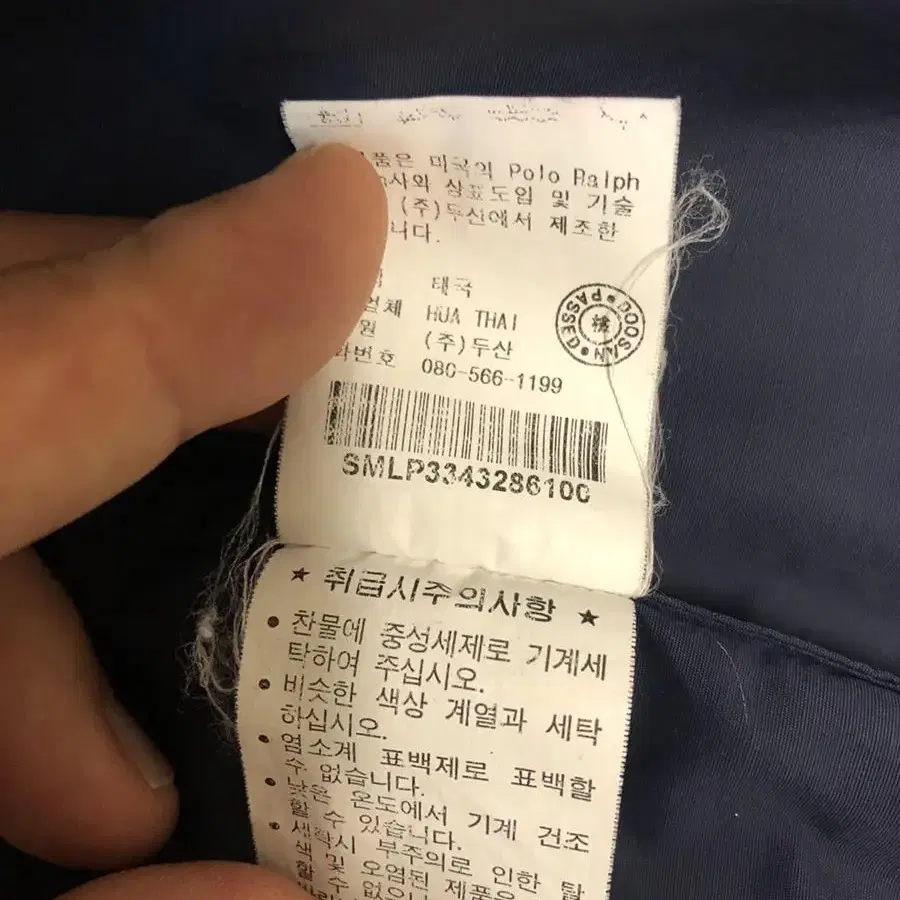 품은 미국의 Polo Ralph
사와 상표도입 및 기술
(주)두산에서 제조한
니다.
태국
업체 HUA THAI
원 (주)두산
화번호 080-566-1199
PASSED DOOSAN
SMLP3343286100
★ 취급시주의사항 ★
• 찬물에 중성세제로 기계세
탁하여 주십시오.
• 비슷한 색상 계열과 세탁
하십시오.
• 염소계 표백제로 표백할
수 없습니다.
• 낮은 온도에서 기계 건조
할 수 있습니다.
• 세탁시 부주의로 인한 탈
색 및 오염된 제품은
할 수 없으